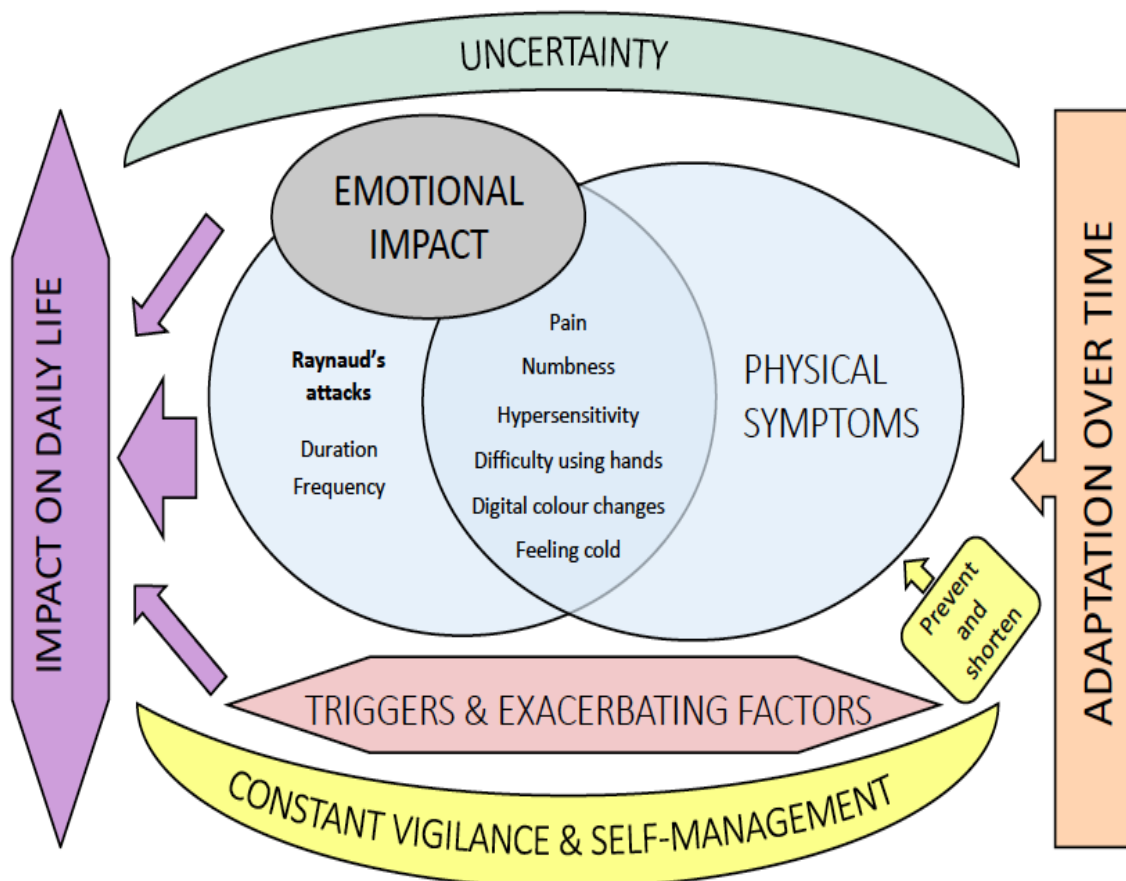 UNCERTAINTY
EMOTIONAL
IMPACT
Raynaud's
attacks
Duration
Frequency
Pain
Numbness
Hypersensitivity
Difficulty using hands
Digital colour changes
Feeling cold
PHYSICAL
SYMPTOMS
IMPACT ON DAILY LIFE
ADAPTATION OVER TIME
Prevent
and
shorten
TRIGGERS & EXACERBATING FACTORS
CONSTANT VIGILANCE & SELF-MANAGEMENT